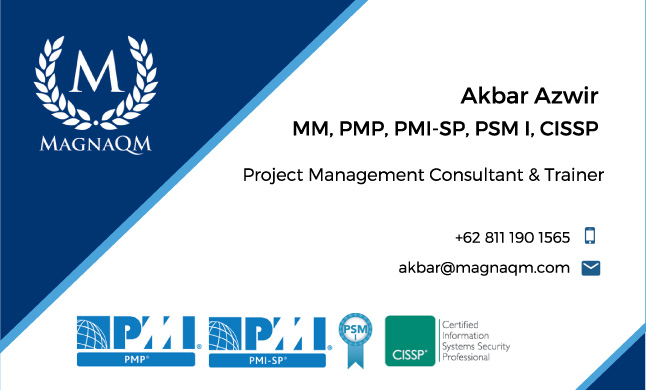 M
MAGNAQM
Akbar Azwir
MM, PMP, PMI-SP, PSM I, CISSP
Project Management Consultant & Trainer
+62 811 190 1565
akbar@magnaqm.com
PMI®
PMP®
PMI®
PMI-SP®
PSM
I
CISSP®
Certified
Information
Systems Security
Professional